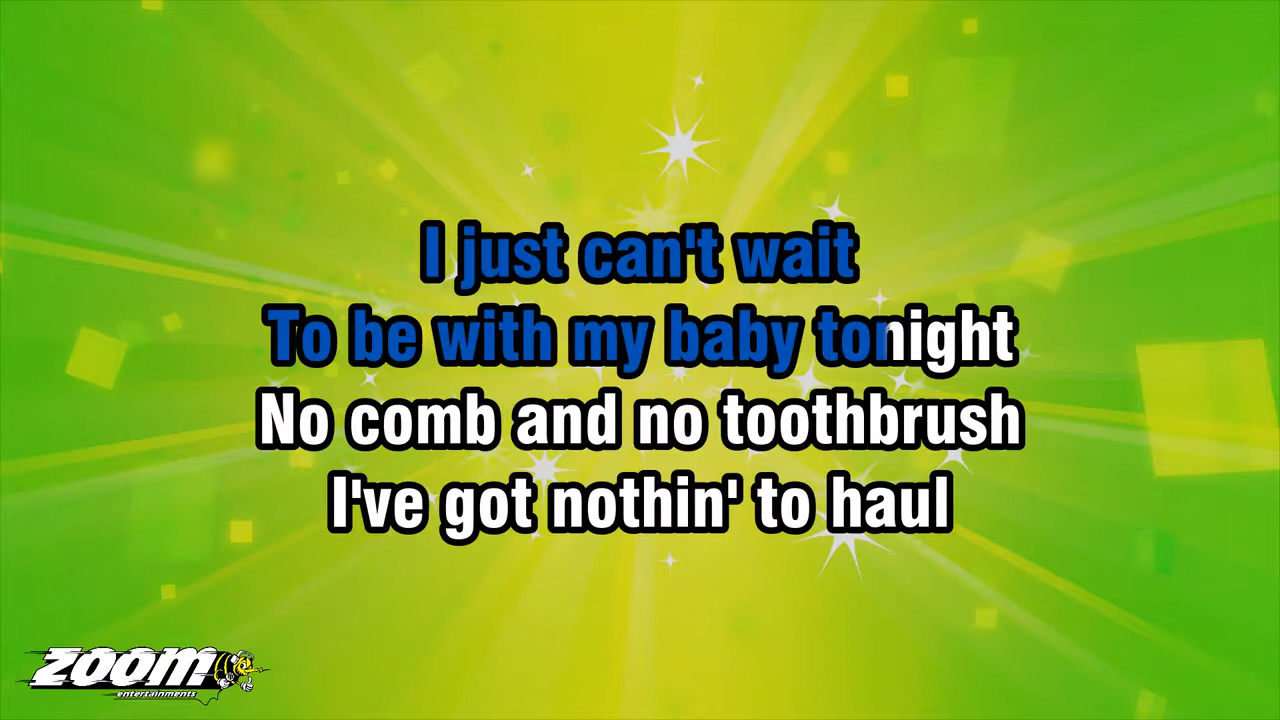 I just can't wait
To be with my baby tonight
No comb and no toothbrush
I've got nothin' to haul
ZOOM
entertainments